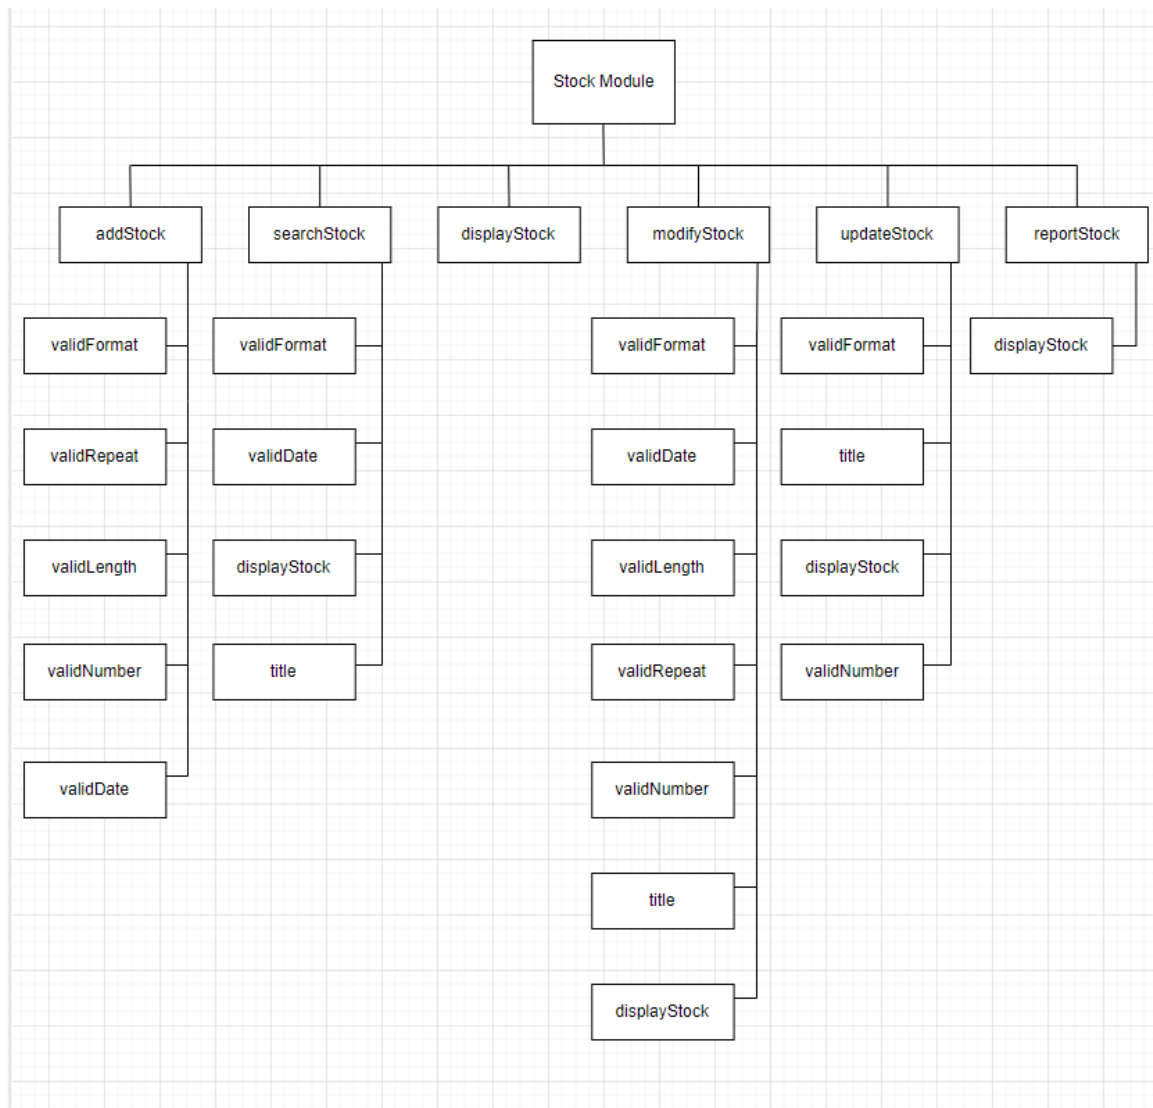 Stock Module
addStock
searchStock
displayStock
modifyStock
updateStock
reportStock
validFormat
validFormat
validFormat
validFormat
displayStock
validRepeat
validDate
validDate
title
validLength
displayStock
validLength
displayStock
validNumber
title
validRepeat
validNumber
validDate
validNumber
title
displayStock